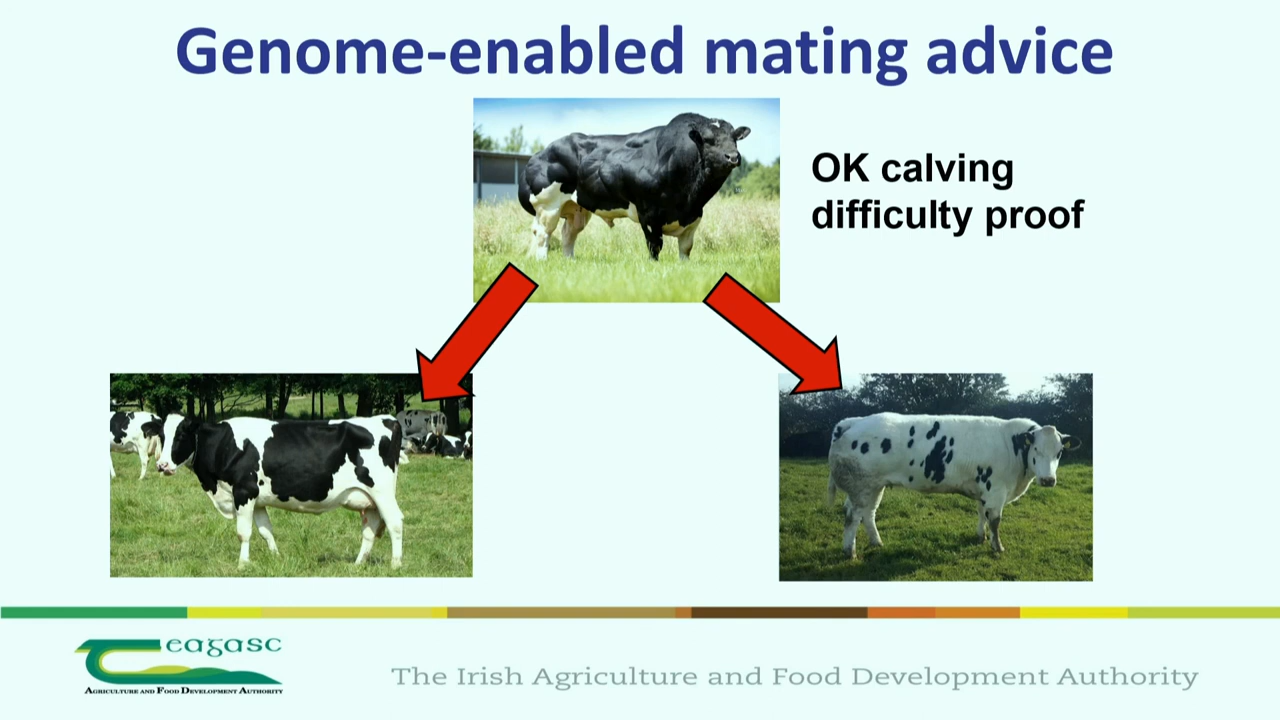 Genome-enabled mating advice
OK calving
difficulty proof
eagasc
AGRICULTURE AND FOOD DEVELOPMENT AUTHORITY
The Irish Agriculture and Food Development Authority